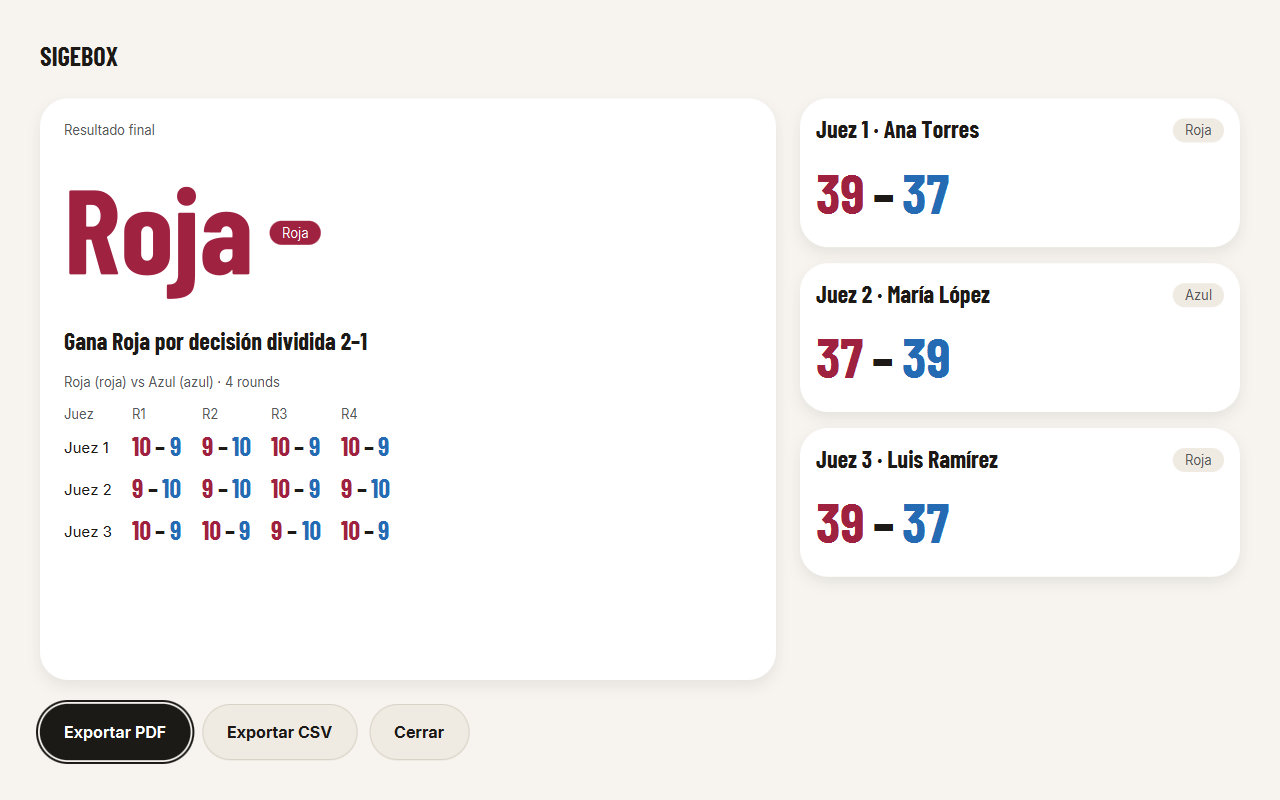 SIGEBOX
Resultado final
Roja Roja
Gana Roja por decisión dividida 2–1
Roja (roja) vs Azul (azul) · 4 rounds
Juez R1 R2 R3 R4
Juez 1 10 – 9 9 – 10 10 – 9 10 – 9
Juez 2 9 – 10 9 – 10 10 – 9 9 – 10
Juez 3 10 – 9 10 – 9 9 – 10 10 – 9
Juez 1 · Ana Torres Roja
39 – 37
Juez 2 · María López Azul
37 – 39
Juez 3 · Luis Ramírez Roja
39 – 37
Exportar PDF Exportar CSV Cerrar